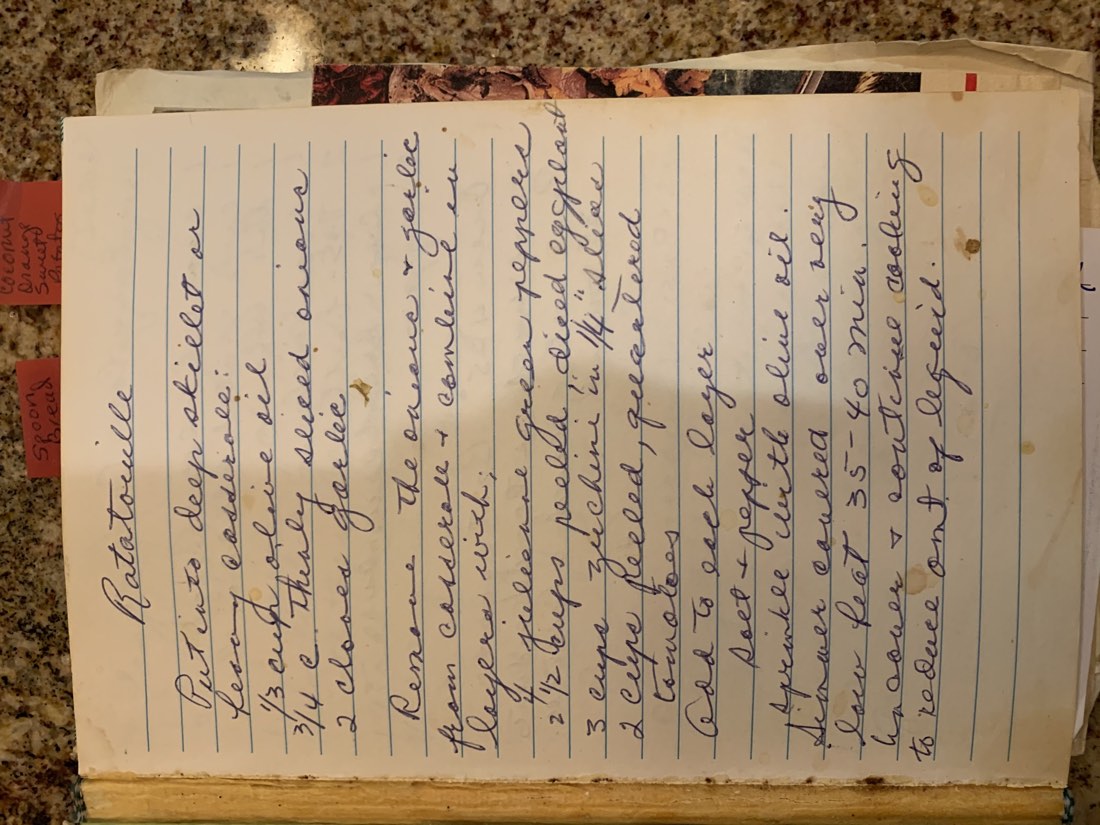 Spoon
Bread
Coconut
Orange
Sweet
Potatoes
Ratatouille
Put into deep skillet or
heavy casserole:
1/3 cup olive oil
3/4 c. thinly sliced onions
2 cloves garlic
Remove the onions + garlic
from casserole + combine in
layers with;
4 julienne green peppers
2 1/2 cups peeled, diced eggplant
3 cups zuchini in 1/4" slices
2 cups peeled, quartered
tomatoes
Add to each layer
salt + pepper
sprinkle with olive oil.
Simmer covered over very
low heat 35-40 min.
Uncover + continue cooking
to reduce amt. of liquid.